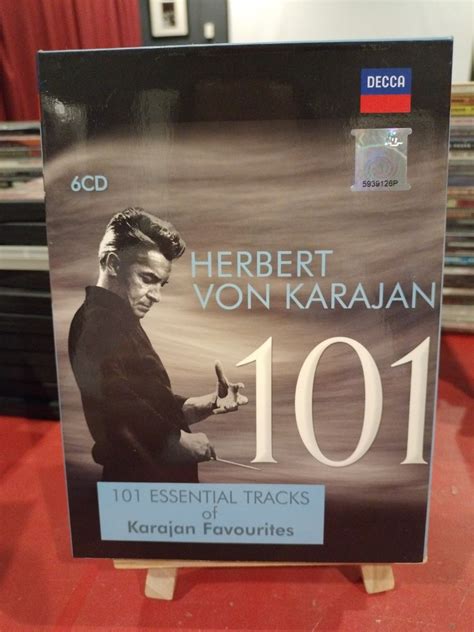 DECCA
5939126P
6CD
HERBERT
VON KARAJAN
101
101 ESSENTIAL TRACKS
of
Karajan Favourites